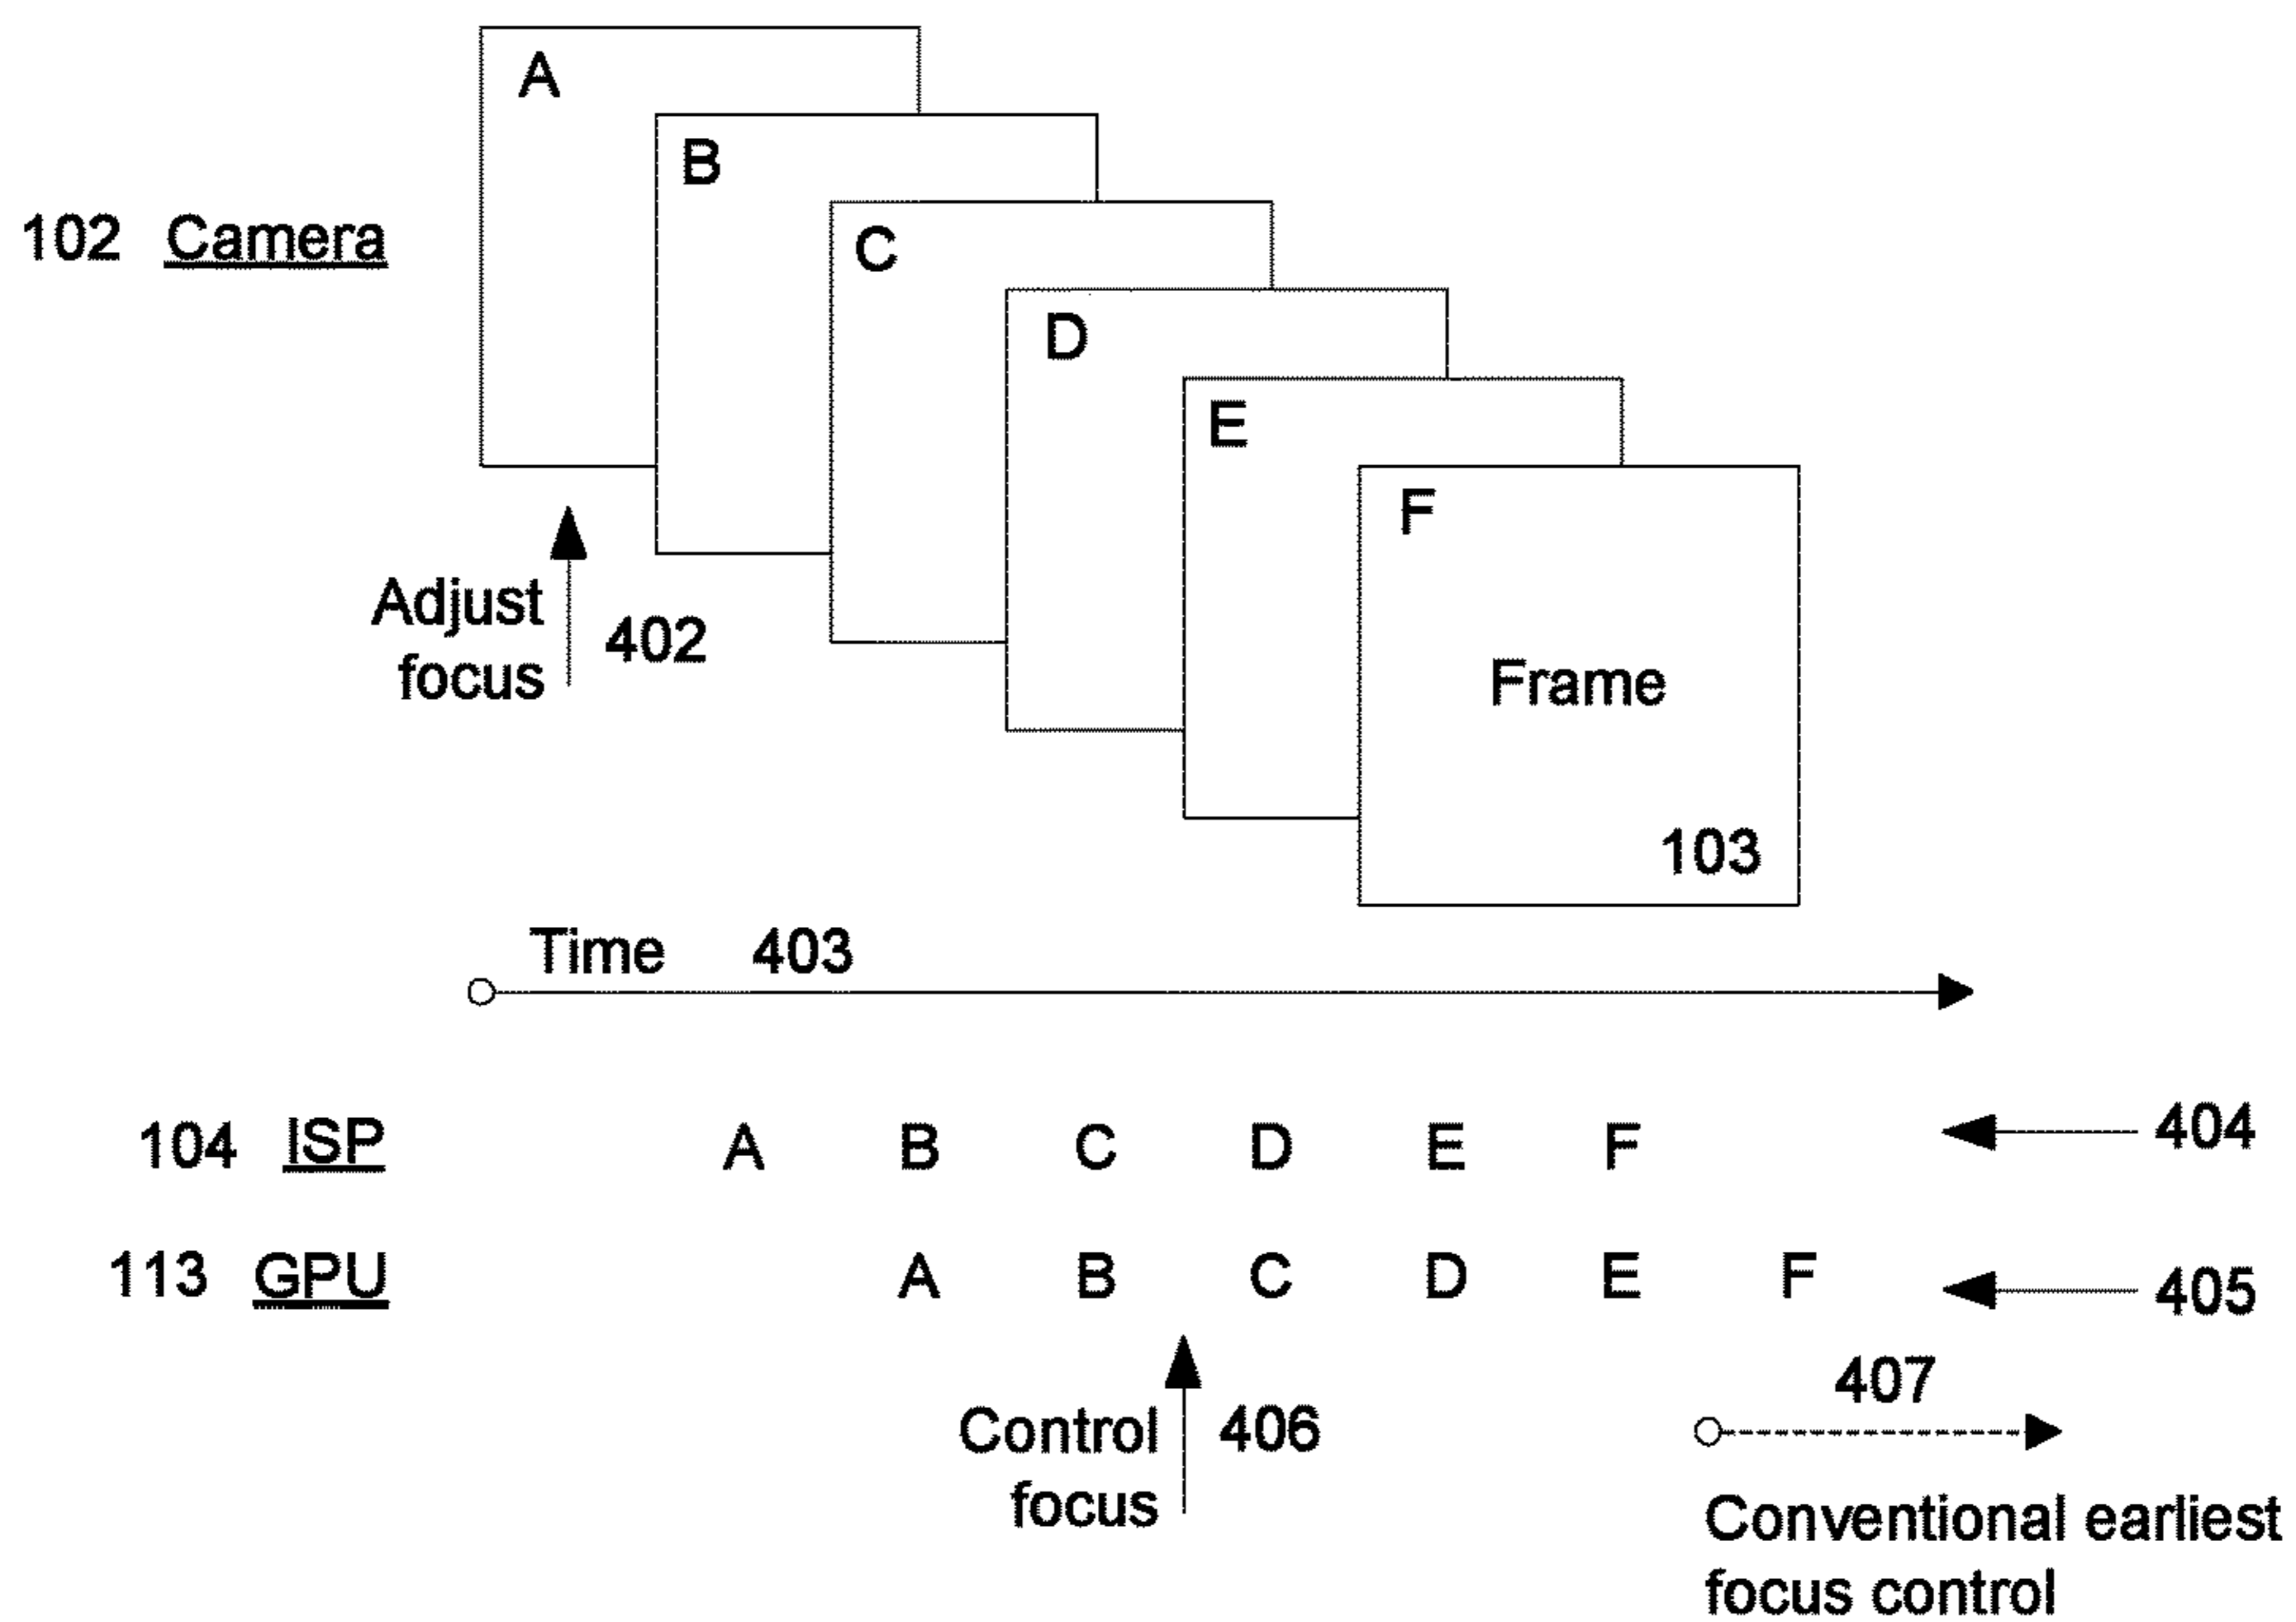 A
B
102 Camera
C
D
E
F
Adjust
focus
402
Frame
103
Time 403
104 ISP A B C D E F 404
113 GPU A B C D E F 405
407
Control
focus
406
Conventional earliest
focus control